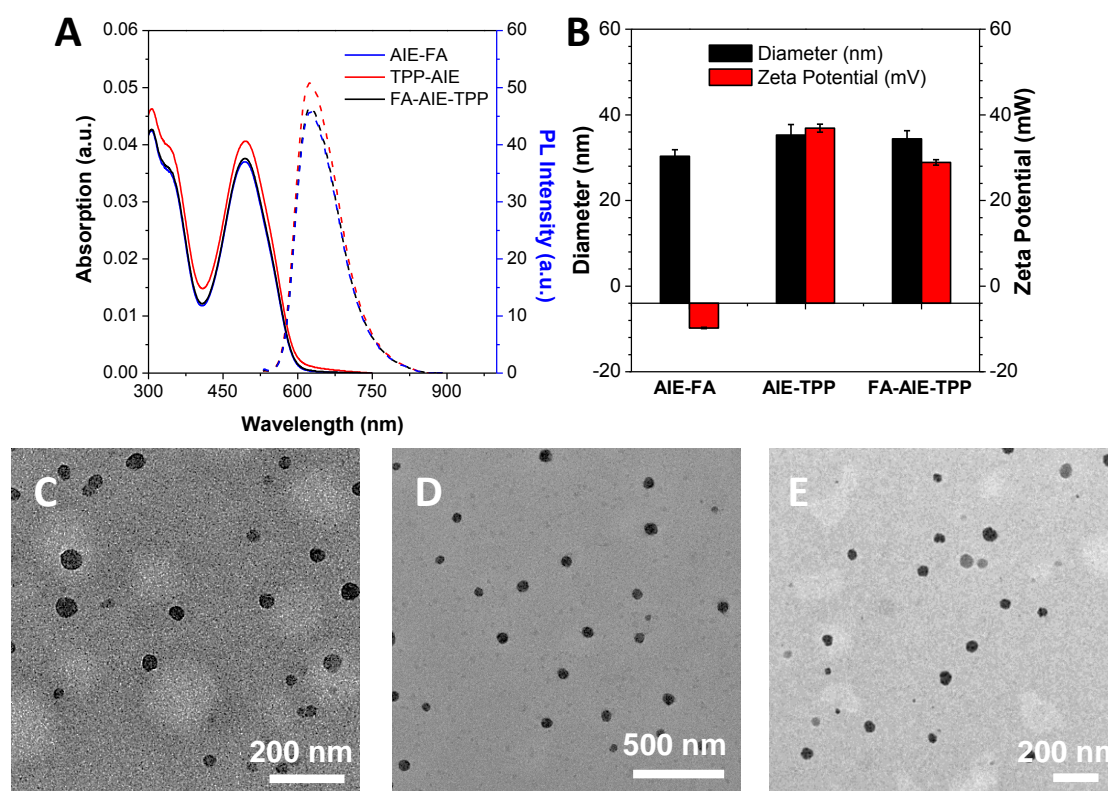 A
AIE-FA
TPP-AIE
FA-AIE-TPP
0.06
0.05
0.04
0.03
0.02
0.01
0.00
60
50
40
30
20
10
0
300
450
600
750
900
Absorption (a.u.)
PL Intensity (a.u.)
Wavelength (nm)
B
Diameter (nm)
Zeta Potential (mV)
60
40
20
0
-20
60
40
20
0
-20
Diameter (nm)
Zeta Potential (mW)
AIE-FA
AIE-TPP
FA-AIE-TPP
C
200 nm
D
500 nm
E
200 nm